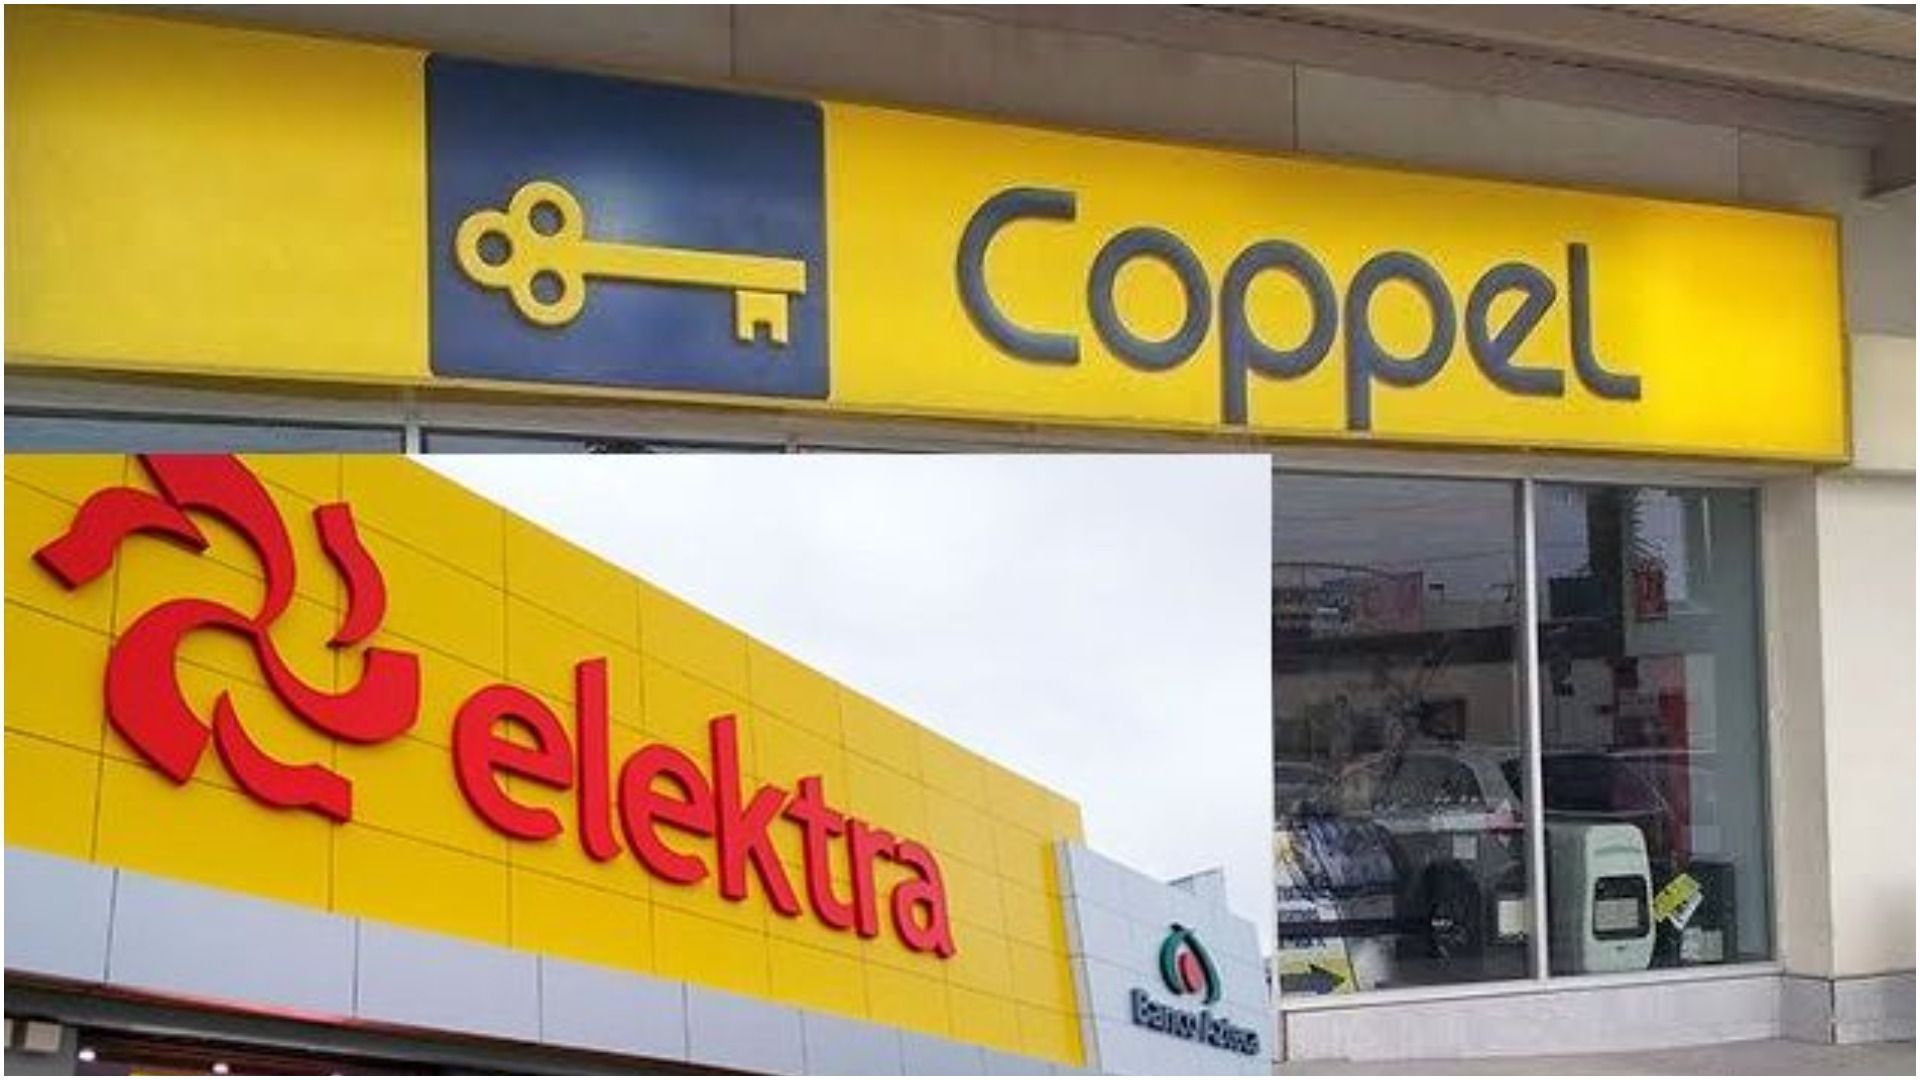 Coppel
elektra
Banco Azteca